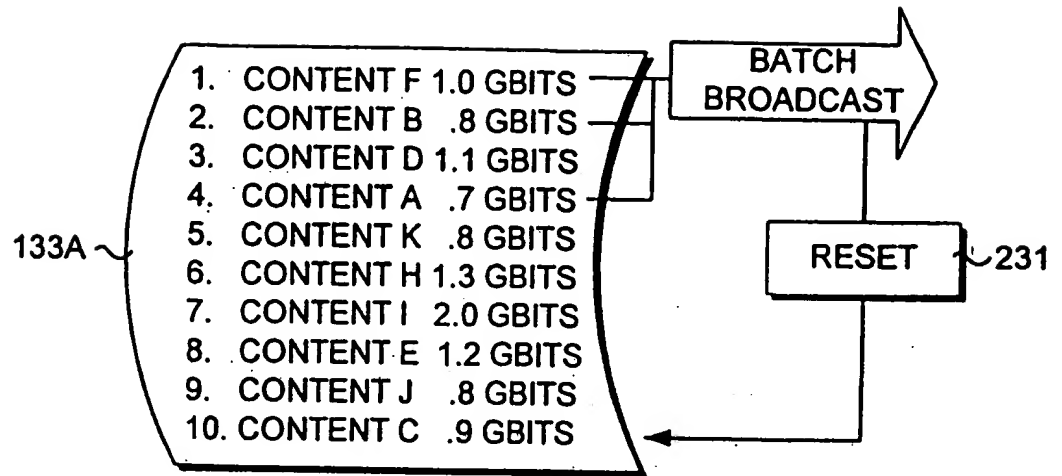 1. CONTENT F 1.0 GBITS
2. CONTENT B .8 GBITS
3. CONTENT D 1.1 GBITS
4. CONTENT A .7 GBITS
5. CONTENT K .8 GBITS
6. CONTENT H 1.3 GBITS
7. CONTENT I 2.0 GBITS
8. CONTENT E 1.2 GBITS
9. CONTENT J .8 GBITS
10. CONTENT C .9 GBITS
BATCH
BROADCAST
133A
RESET
231